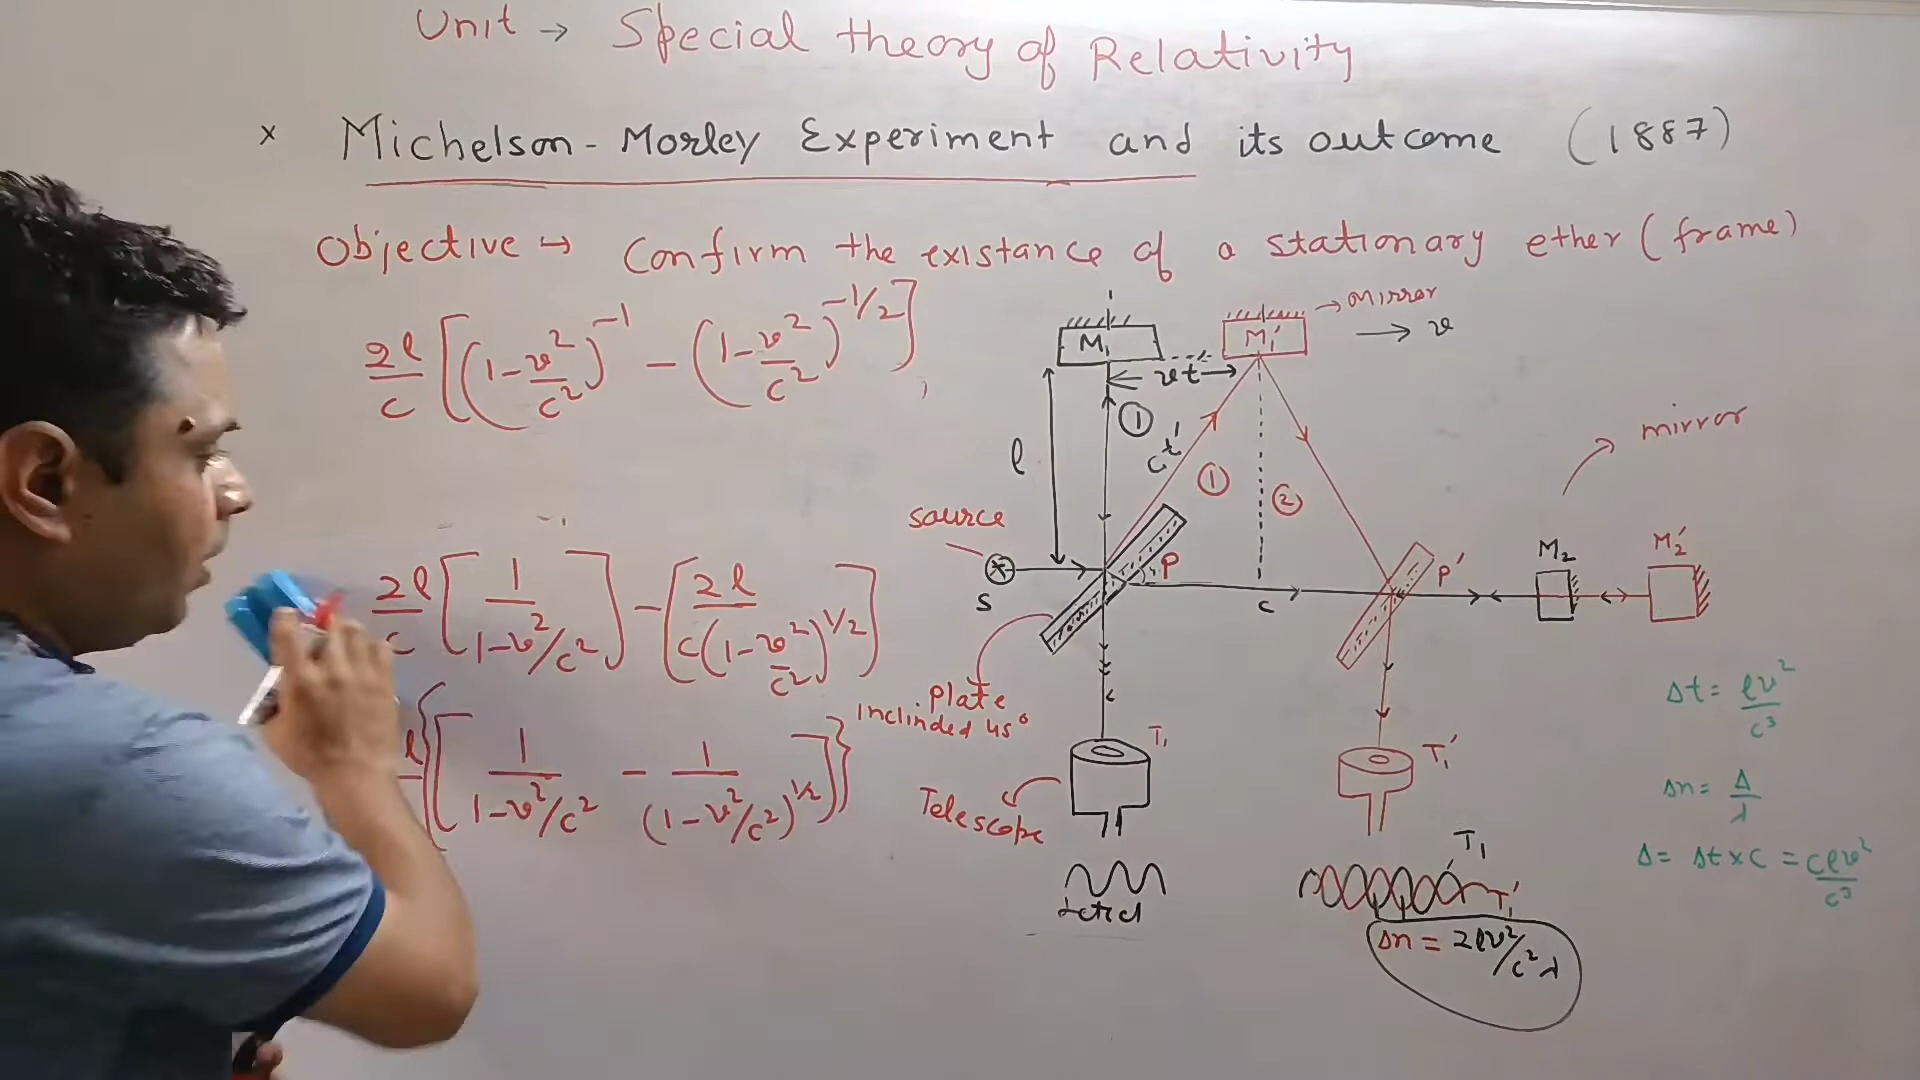 Unit → Special theory of Relativity
x Michelson-Morley Experiment and its outcome (1887)
Objective ↪ Confirm the existance of a stationary ether (frame)
2l/c [(1-v²/c²)⁻¹ - (1-v²/c²)^-1/2]
2l/c [1/1-v²/c²] - [2l/c(1-v²/c²)^1/2]
l {[1/1-v²/c² - 1/(1-v²/c²)^1/2]}
M₁
M₁'
→ mirror
→ v
vt
①
ct'
l
①
②
mirror
source
S
P
c
P'
M₂
M₂'
plate
Inclinded 45°
T₁
T₁'
Telescope
Δt = lv²/c³
Δn = Δ/λ
Δ = Δt x c = clv²/c³
T₁
T₁'
Δn = 2lv²/c²λ